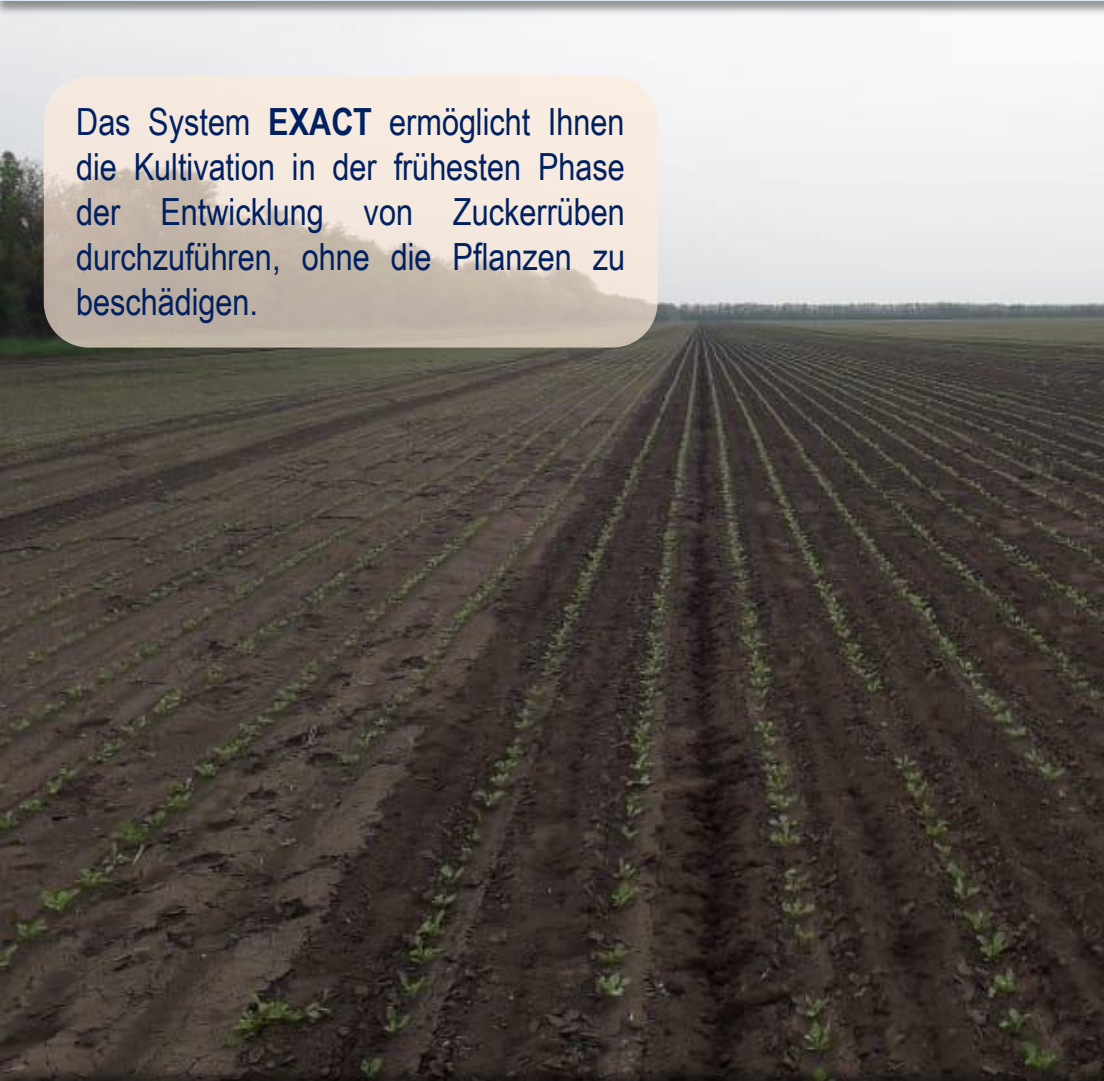 Das System EXACT ermöglicht Ihnen
die Kultivation in der frühesten Phase
der Entwicklung von Zuckerrüben
durchzuführen, ohne die Pflanzen zu
beschädigen.